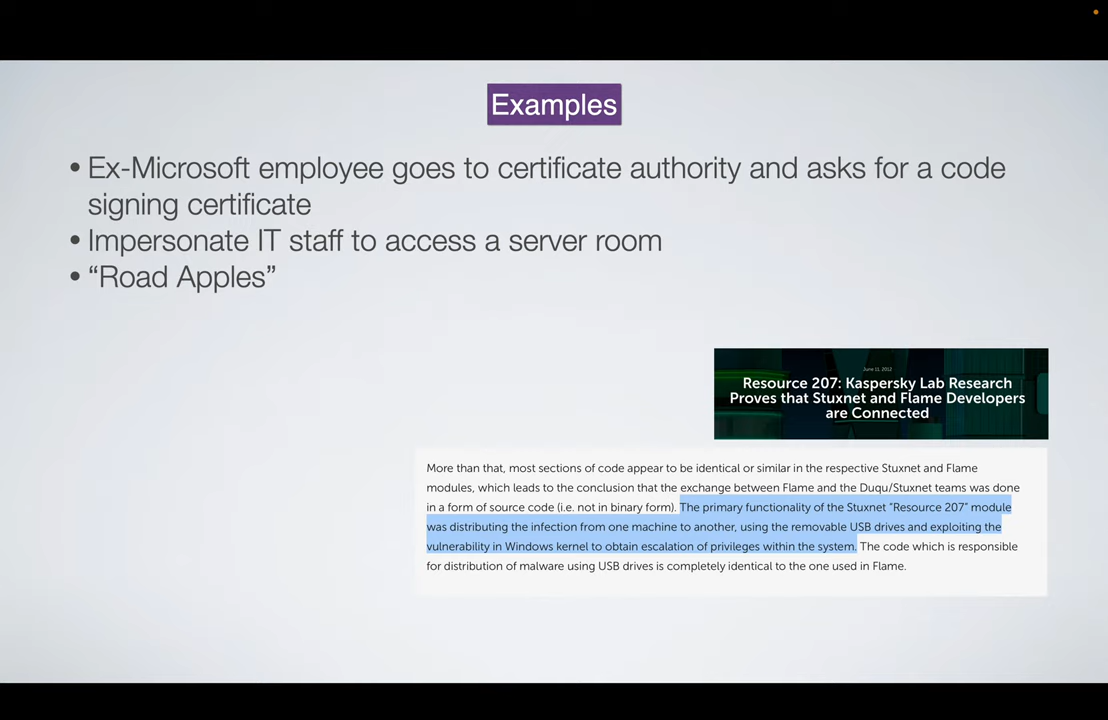 Examples
• Ex-Microsoft employee goes to certificate authority and asks for a code
signing certificate
• Impersonate IT staff to access a server room
• “Road Apples”
June 11, 2012
Resource 207: Kaspersky Lab Research
Proves that Stuxnet and Flame Developers
are Connected
More than that, most sections of code appear to be identical or similar in the respective Stuxnet and Flame
modules, which leads to the conclusion that the exchange between Flame and the Duqu/Stuxnet teams was done
in a form of source code (i.e. not in binary form). The primary functionality of the Stuxnet “Resource 207” module
was distributing the infection from one machine to another, using the removable USB drives and exploiting the
vulnerability in Windows kernel to obtain escalation of privileges within the system. The code which is responsible
for distribution of malware using USB drives is completely identical to the one used in Flame.